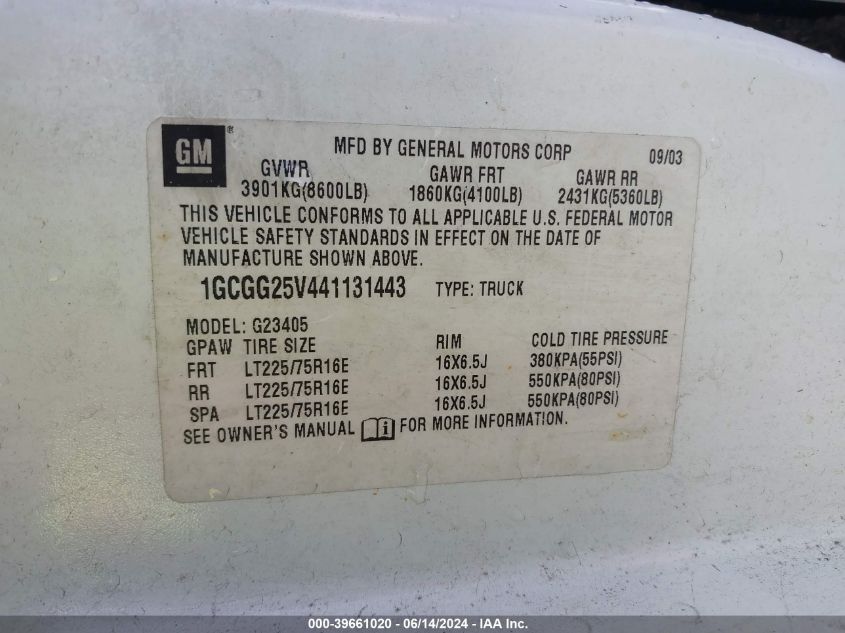 GM®
MFD BY GENERAL MOTORS CORP 09/03
GVWR GAWR FRT GAWR RR
3901KG(8600LB) 1860KG(4100LB) 2431KG(5360LB)
THIS VEHICLE CONFORMS TO ALL APPLICABLE U.S. FEDERAL MOTOR
VEHICLE SAFETY STANDARDS IN EFFECT ON THE DATE OF
MANUFACTURE SHOWN ABOVE.
1GCGG25V441131443 TYPE: TRUCK
MODEL: G23405
GPAW TIRE SIZE RIM COLD TIRE PRESSURE
FRT LT225/75R16E 16X6.5J 380KPA(55PSI)
RR LT225/75R16E 16X6.5J 550KPA(80PSI)
SPA LT225/75R16E 16X6.5J 550KPA(80PSI)
SEE OWNER'S MANUAL i FOR MORE INFORMATION.
000-39661020 - 06/14/2024 - IAA Inc.